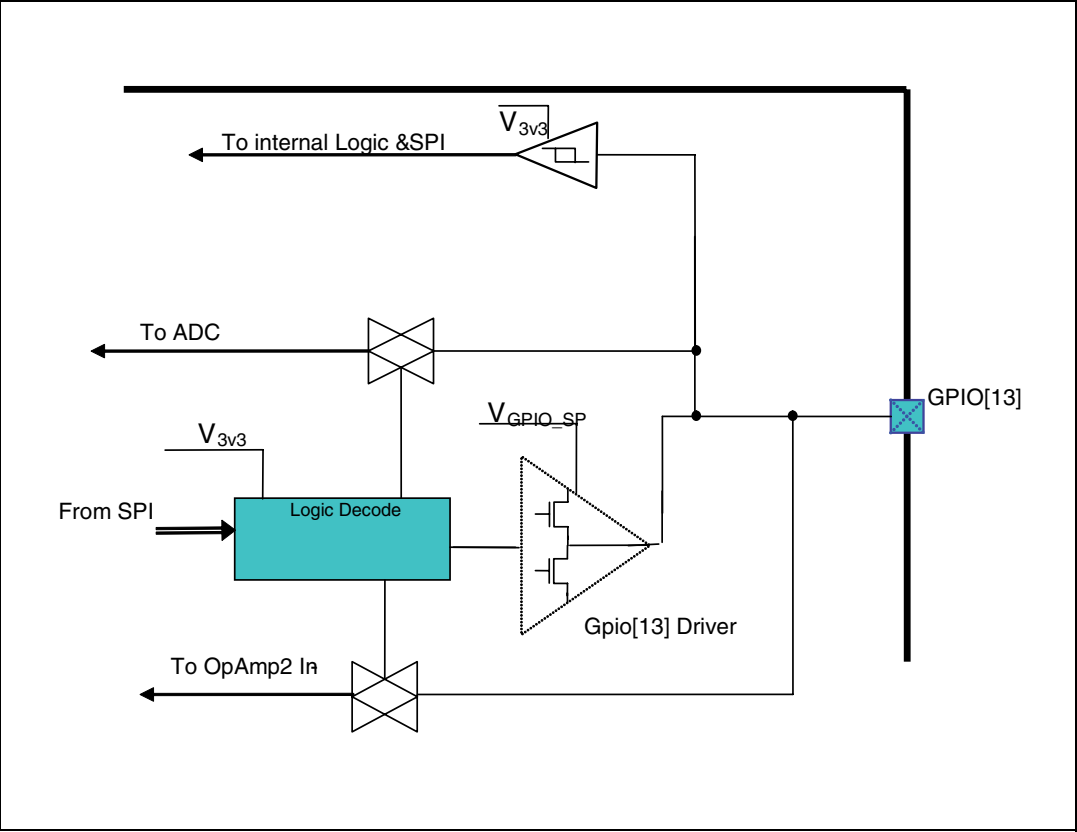 V3v3
To internal Logic &SPI
To ADC
GPIO[13]
VGPIO_SP
V3v3
From SPI
Logic Decode
Gpio[13] Driver
To OpAmp2 In-